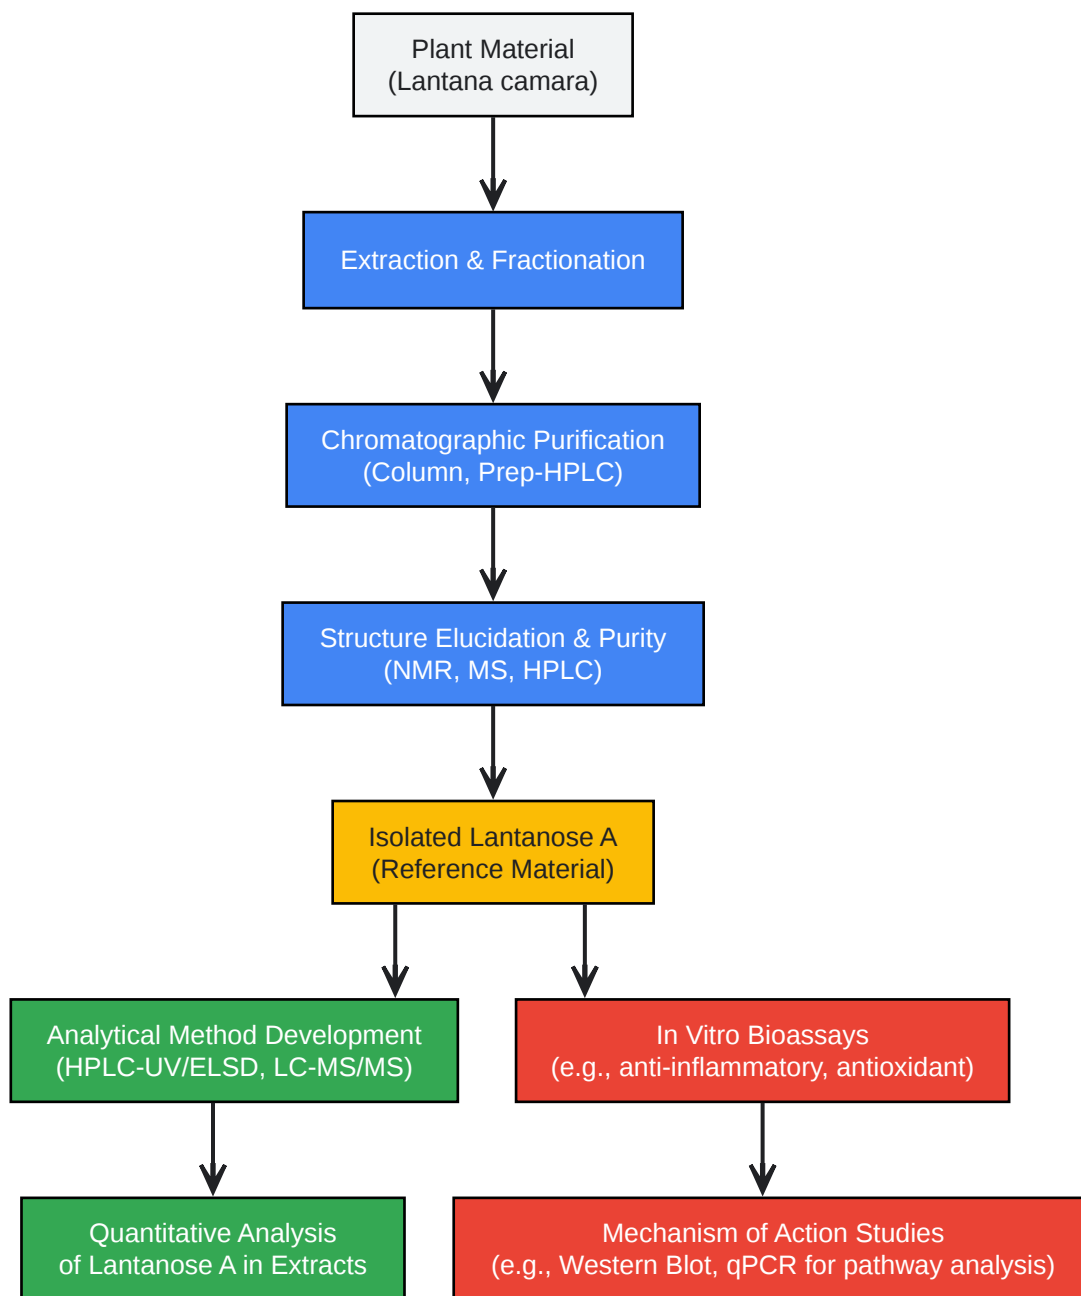 Plant Material
(Lantana camara)
Extraction & Fractionation
Chromatographic Purification
(Column, Prep-HPLC)
Structure Elucidation & Purity
(NMR, MS, HPLC)
Isolated Lantanose A
(Reference Material)
Analytical Method Development
(HPLC-UV/ELSD, LC-MS/MS)
In Vitro Bioassays
(e.g., anti-inflammatory, antioxidant)
Quantitative Analysis
of Lantanose A in Extracts
Mechanism of Action Studies
(e.g., Western Blot, qPCR for pathway analysis)